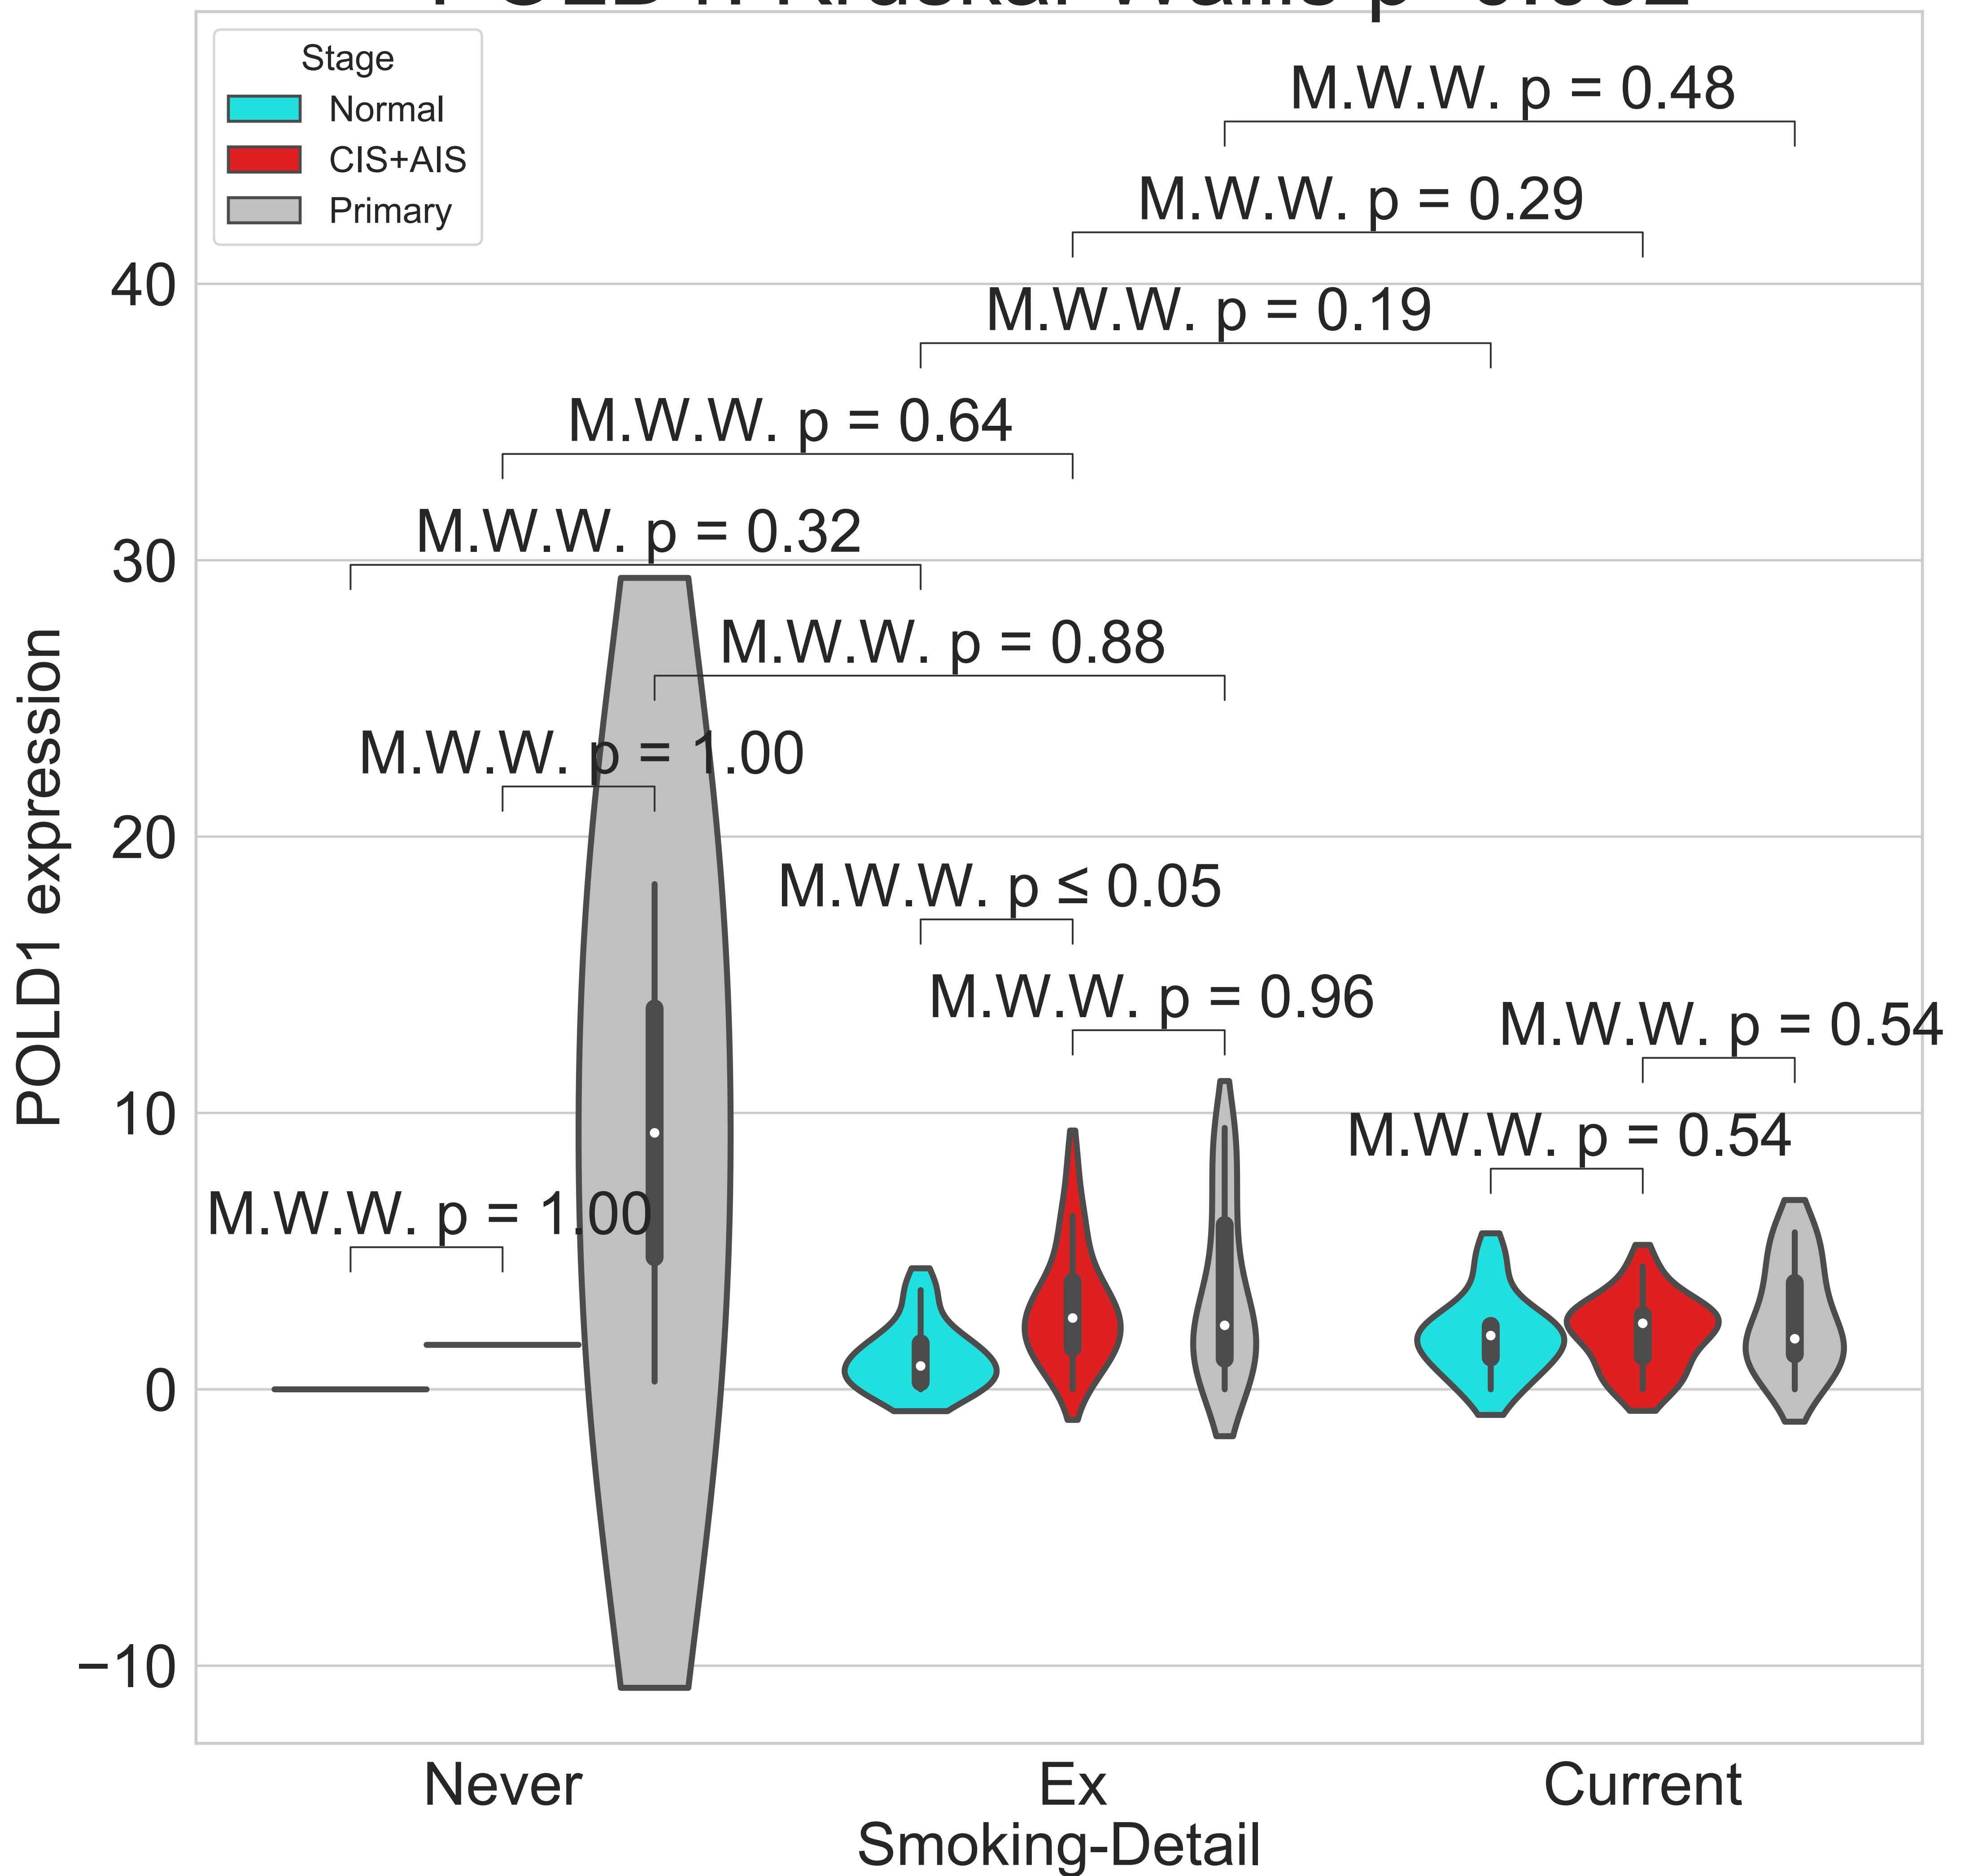 Stage
Normal
CIS+AIS
Primary
M.W.W. p = 0.48
M.W.W. p = 0.29
M.W.W. p = 0.19
M.W.W. p = 0.64
M.W.W. p = 0.32
M.W.W. p = 0.88
M.W.W. p = 1.00
M.W.W. p ≤ 0.05
M.W.W. p = 0.96
M.W.W. p = 0.54
M.W.W. p = 0.54
M.W.W. p = 1.00
40
30
20
10
0
−10
POLD1 expression
Never
Ex
Current
Smoking-Detail